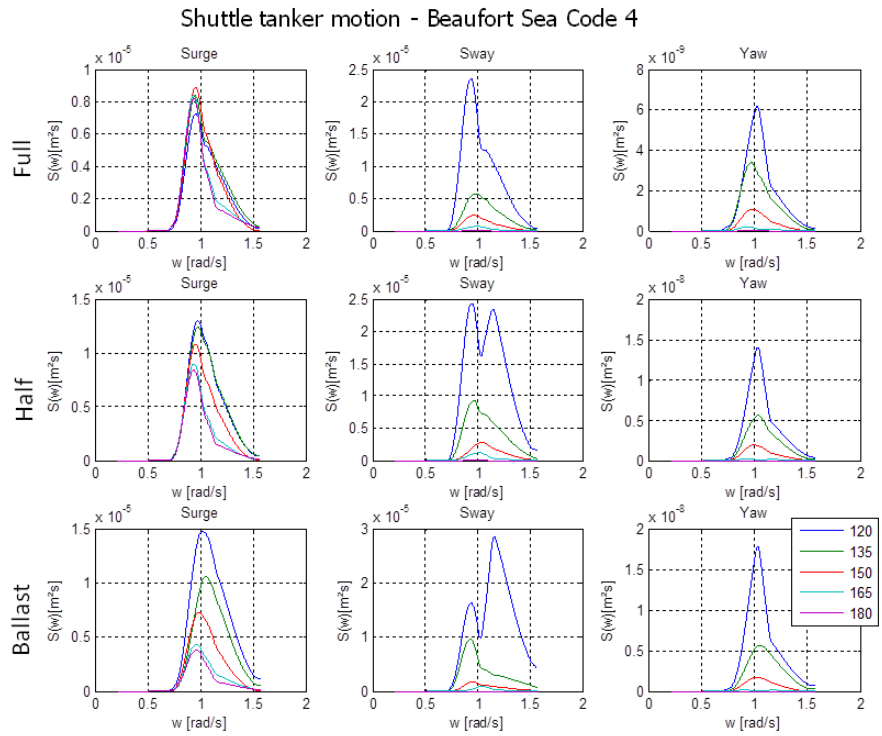 Shuttle tanker motion - Beaufort Sea Code 4
Full
x 10^-5
Surge
S(w)[m²s]
1
0.8
0.6
0.4
0.2
0
0 0.5 1 1.5 2
w [rad/s]
x 10^-5
Sway
S(w)[m²s]
2.5
2
1.5
1
0.5
0
0 0.5 1 1.5 2
w [rad/s]
x 10^-9
Yaw
S(w)[m²s]
8
6
4
2
0
0 0.5 1 1.5 2
w [rad/s]
Half
x 10^-5
Surge
S(w)[m²s]
1.5
1
0.5
0
0 0.5 1 1.5 2
w [rad/s]
x 10^-5
Sway
S(w)[m²s]
2.5
2
1.5
1
0.5
0
0 0.5 1 1.5 2
w [rad/s]
x 10^-8
Yaw
S(w)[m²s]
2
1.5
1
0.5
0
0 0.5 1 1.5 2
w [rad/s]
Ballast
x 10^-5
Surge
S(w)[m²s]
1.5
1
0.5
0
0 0.5 1 1.5 2
w [rad/s]
x 10^-5
Sway
S(w)[m²s]
3
2
1
0
0 0.5 1 1.5 2
w [rad/s]
x 10^-8
Yaw
S(w)[m²s]
2
1.5
1
0.5
0
0 0.5 1 1.5 2
w [rad/s]
120
135
150
165
180